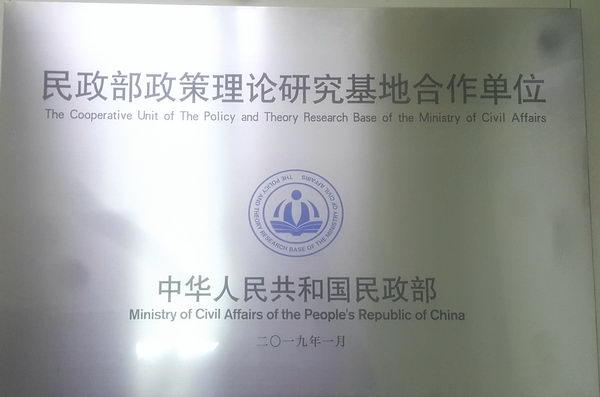 民政部政策理论研究基地合作单位
The Cooperative Unit of The Policy and Theory Research Base of the Ministry of Civil Affairs
THE POLICY AND THEORY RESEARCH BASE OF THE MINISTRY OF CIVIL AFFAIRS
中华人民共和国民政部
Ministry of Civil Affairs of the People's Republic of China
二〇一九年一月